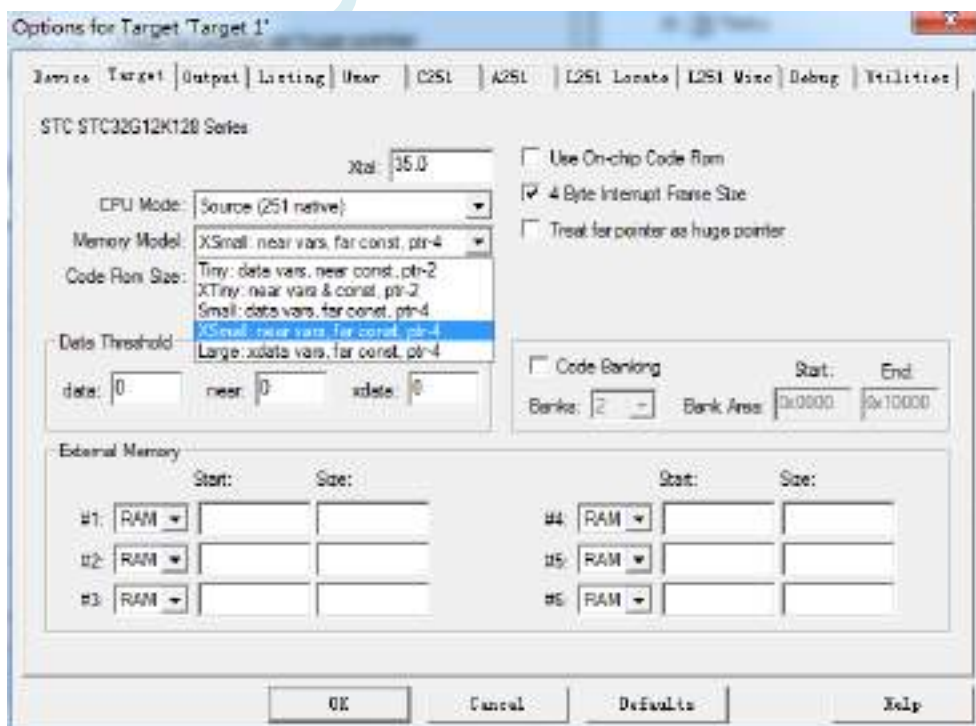 Options for Target 'Target 1'
Device Target Output Listing User C251 A251 L251 Locate L251 Misc Debug Utilities
STC STC32G12K128 Series
Xtal: 35.0
Use On-chip Code Rom
CPU Mode: Source (251 native)
4 Byte Interrupt Frame Size
Memory Model: XSmall: near vars, far const, ptr-4
Treat far pointer as huge pointer
Code Rom Size:
Tiny: data vars, near const, ptr-2
XTiny: near vars & const, ptr-2
Small: data vars, far const, ptr-4
XSmall: near vars, far const, ptr-4
Large: xdata vars, far const, ptr-4
Data Threshold
data: 0 near: 0 xdata: 0
Code Banking Start: End:
Banks: 2 Bank Area: 0x0000 0x10000
External Memory
Start: Size: Start: Size:
#1: RAM #4: RAM
#2: RAM #5: RAM
#3: RAM #6: RAM
OK Cancel Defaults Help